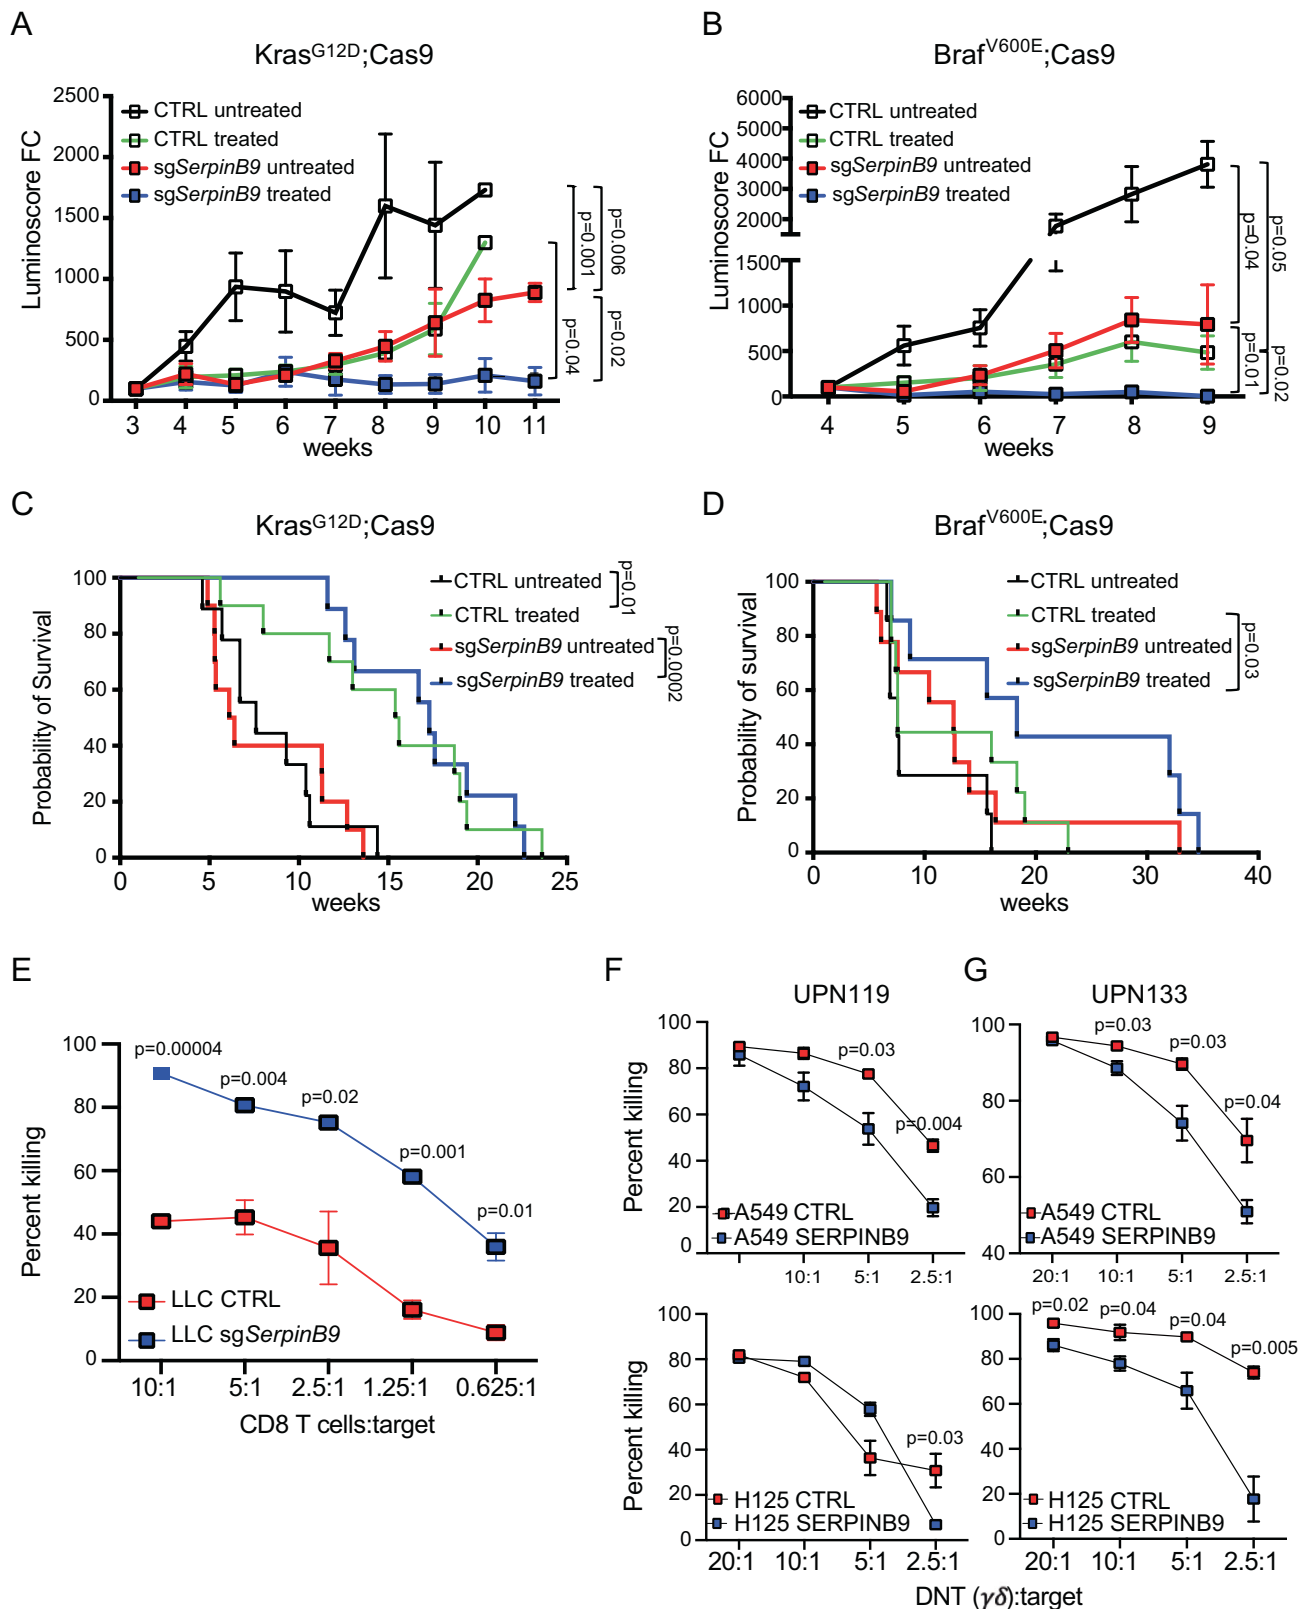 A
Kras^G12D;Cas9
Luminoscore FC
2500
2000
1500
1000
500
0
CTRL untreated
CTRL treated
sgSerpinB9 untreated
sgSerpinB9 treated
p=0.001
p=0.006
p=0.04
p=0.02
3 4 5 6 7 8 9 10 11
weeks
B
Braf^V600E;Cas9
Luminoscore FC
6000
5000
4000
3000
2000
1500
1000
500
0
CTRL untreated
CTRL treated
sgSerpinB9 untreated
sgSerpinB9 treated
p=0.04
p=0.05
p=0.01
p=0.02
4 5 6 7 8 9
weeks
C
Kras^G12D;Cas9
Probability of Survival
100
80
60
40
20
0
CTRL untreated
CTRL treated
sgSerpinB9 untreated
sgSerpinB9 treated
p=0.01
p=0.0002
0 5 10 15 20 25
weeks
D
Braf^V600E;Cas9
Probability of survival
100
80
60
40
20
0
CTRL untreated
CTRL treated
sgSerpinB9 untreated
sgSerpinB9 treated
p=0.03
0 10 20 30 40
weeks
E
Percent killing
100
80
60
40
20
0
p=0.00004
p=0.004
p=0.02
p=0.001
p=0.01
LLC CTRL
LLC sgSerpinB9
10:1 5:1 2.5:1 1.25:1 0.625:1
CD8 T cells:target
F
UPN119
Percent killing
100
80
60
40
20
0
p=0.03
p=0.004
A549 CTRL
A549 SERPINB9
10:1 5:1 2.5:1
Percent killing
100
80
60
40
20
0
p=0.03
H125 CTRL
H125 SERPINB9
20:1 10:1 5:1 2.5:1
G
UPN133
100
80
60
40
p=0.03
p=0.03
p=0.04
A549 CTRL
A549 SERPINB9
20:1 10:1 5:1 2.5:1
100
80
60
40
20
0
p=0.02
p=0.04
p=0.04
p=0.005
H125 CTRL
H125 SERPINB9
20:1 10:1 5:1 2.5:1
DNT (γδ):target